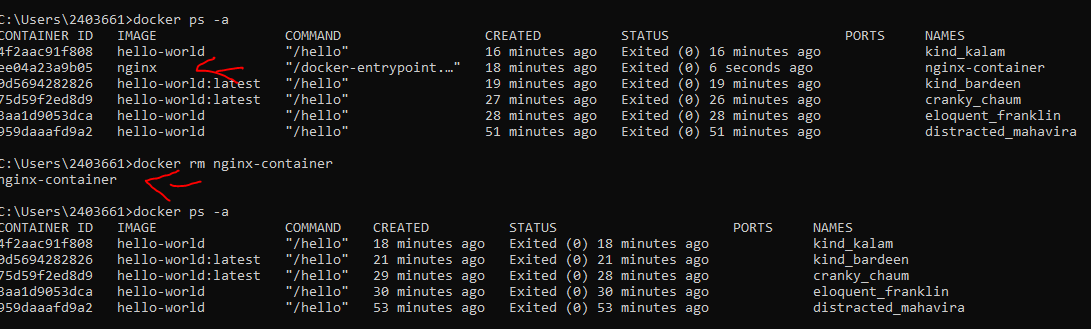 C:\Users\2403661>docker ps -a
CONTAINER ID IMAGE COMMAND CREATED STATUS PORTS NAMES
4f2aac91f808 hello-world "/hello" 16 minutes ago Exited (0) 16 minutes ago kind_kalam
ee04a23a9b05 nginx "/docker-entrypoint.…" 18 minutes ago Exited (0) 6 seconds ago nginx-container
0d5694282826 hello-world:latest "/hello" 19 minutes ago Exited (0) 19 minutes ago kind_bardeen
75d59f2ed8d9 hello-world:latest "/hello" 27 minutes ago Exited (0) 26 minutes ago cranky_chaum
3aa1d9053dca hello-world "/hello" 28 minutes ago Exited (0) 28 minutes ago eloquent_franklin
959daaafd9a2 hello-world "/hello" 51 minutes ago Exited (0) 51 minutes ago distracted_mahavira
C:\Users\2403661>docker rm nginx-container
nginx-container
C:\Users\2403661>docker ps -a
CONTAINER ID IMAGE COMMAND CREATED STATUS PORTS NAMES
4f2aac91f808 hello-world "/hello" 18 minutes ago Exited (0) 18 minutes ago kind_kalam
0d5694282826 hello-world:latest "/hello" 21 minutes ago Exited (0) 21 minutes ago kind_bardeen
75d59f2ed8d9 hello-world:latest "/hello" 29 minutes ago Exited (0) 28 minutes ago cranky_chaum
3aa1d9053dca hello-world "/hello" 30 minutes ago Exited (0) 30 minutes ago eloquent_franklin
959daaafd9a2 hello-world "/hello" 53 minutes ago Exited (0) 53 minutes ago distracted_mahavira